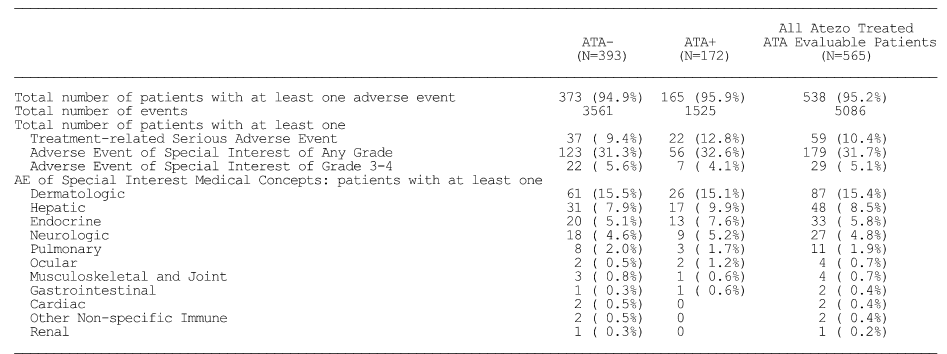 All Atezo Treated
ATA- ATA+ ATA Evaluable Patients
(N=393) (N=172) (N=565)
Total number of patients with at least one adverse event 373 (94.9%) 165 (95.9%) 538 (95.2%)
Total number of events 3561 1525 5086
Total number of patients with at least one
Treatment-related Serious Adverse Event 37 ( 9.4%) 22 (12.8%) 59 (10.4%)
Adverse Event of Special Interest of Any Grade 123 (31.3%) 56 (32.6%) 179 (31.7%)
Adverse Event of Special Interest of Grade 3-4 22 ( 5.6%) 7 ( 4.1%) 29 ( 5.1%)
AE of Special Interest Medical Concepts: patients with at least one
Dermatologic 61 (15.5%) 26 (15.1%) 87 (15.4%)
Hepatic 31 ( 7.9%) 17 ( 9.9%) 48 ( 8.5%)
Endocrine 20 ( 5.1%) 13 ( 7.6%) 33 ( 5.8%)
Neurologic 18 ( 4.6%) 9 ( 5.2%) 27 ( 4.8%)
Pulmonary 8 ( 2.0%) 3 ( 1.7%) 11 ( 1.9%)
Ocular 2 ( 0.5%) 2 ( 1.2%) 4 ( 0.7%)
Musculoskeletal and Joint 3 ( 0.8%) 1 ( 0.6%) 4 ( 0.7%)
Gastrointestinal 1 ( 0.3%) 1 ( 0.6%) 2 ( 0.4%)
Cardiac 2 ( 0.5%) 0 2 ( 0.4%)
Other Non-specific Immune 2 ( 0.5%) 0 2 ( 0.4%)
Renal 1 ( 0.3%) 0 1 ( 0.2%)